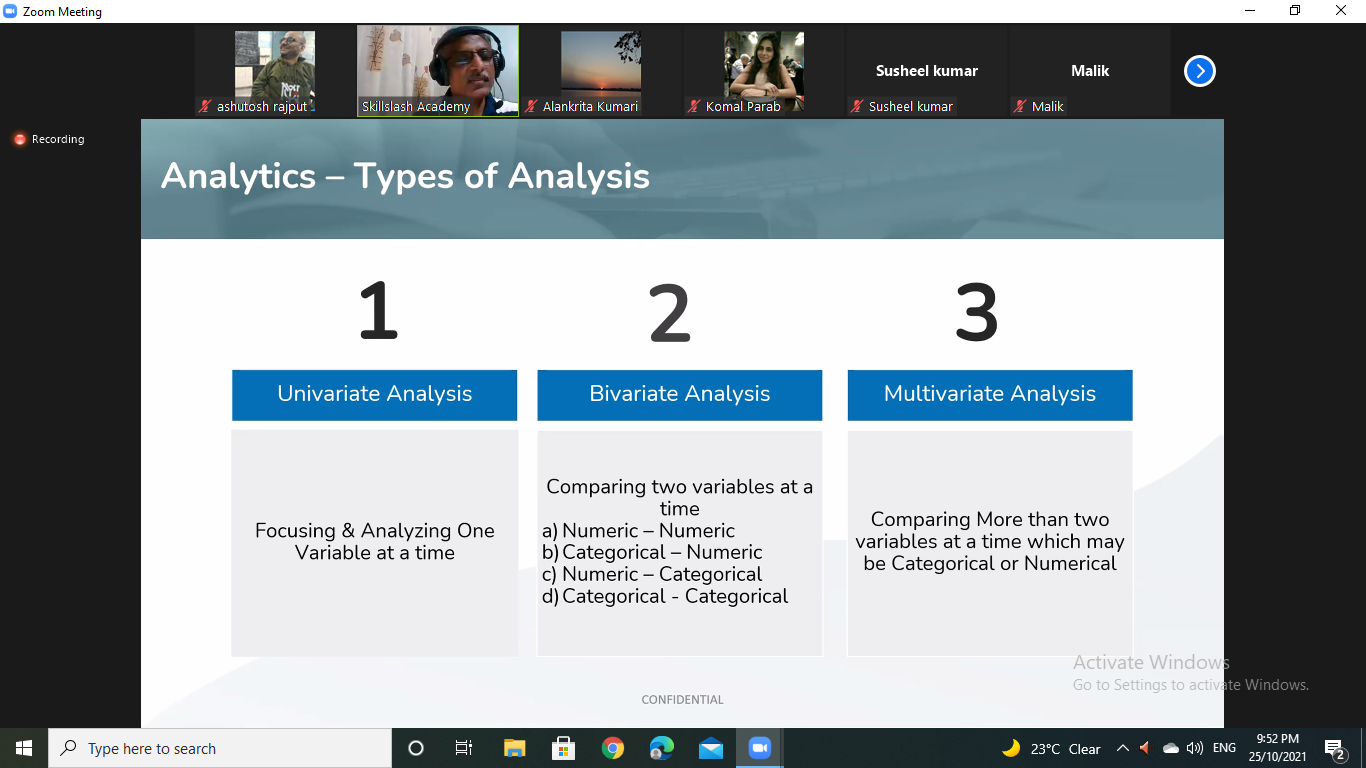 Zoom Meeting
ashutosh rajput
Skillslash Academy
Alankrita Kumari
Komal Parab
Susheel kumar
Susheel kumar
Malik
Malik
Recording
Analytics – Types of Analysis
1
2
3
Univariate Analysis
Bivariate Analysis
Multivariate Analysis
Focusing & Analyzing One
Variable at a time
Comparing two variables at a
time
a) Numeric – Numeric
b) Categorical – Numeric
c) Numeric – Categorical
d) Categorical - Categorical
Comparing More than two
variables at a time which may
be Categorical or Numerical
Activate Windows
Go to Settings to activate Windows.
CONFIDENTIAL
Type here to search
23°C Clear
ENG
9:52 PM
25/10/2021
2